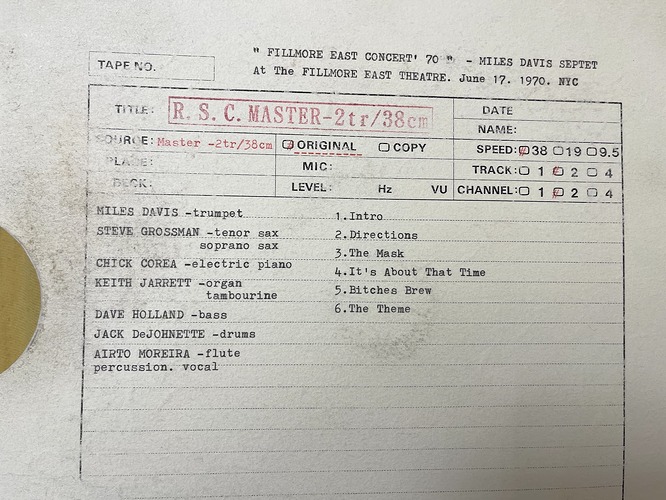 " FILLMORE EAST CONCERT' 70 " - MILES DAVIS SEPTET
At The FILLMORE EAST THEATRE. June 17. 1970. NYC
TAPE NO.
TITLE: R. S. C. MASTER-2tr/38cm
DATE
NAME:
SOURCE: Master -2tr/38cm ORIGINAL COPY
SPEED: 38 19 9.5
PLACE: MIC:
TRACK: 1 2 4
DECK: LEVEL: Hz VU
CHANNEL: 1 2 4
MILES DAVIS -trumpet
STEVE GROSSMAN -tenor sax
soprano sax
CHICK COREA -electric piano
KEITH JARRETT -organ
tambourine
DAVE HOLLAND -bass
JACK DeJOHNETTE -drums
AIRTO MOREIRA -flute
percussion. vocal
1.Intro
2.Directions
3.The Mask
4.It's About That Time
5.Bitches Brew
6.The Theme